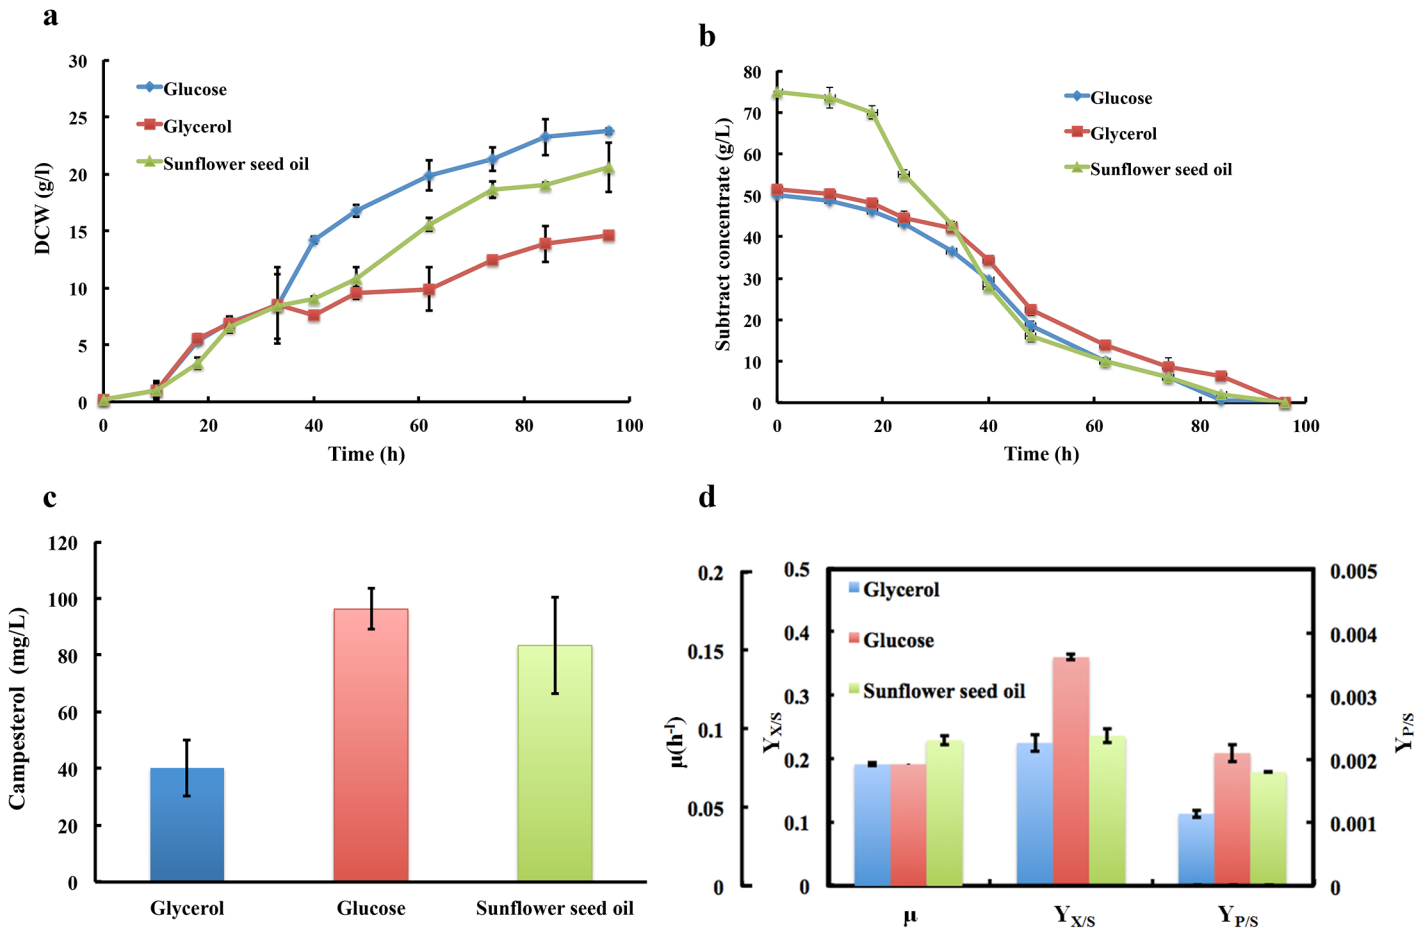 a
30
25
20
15
10
5
0
DCW (g/l)
Glucose
Glycerol
Sunflower seed oil
0 20 40 60 80 100
Time (h)
b
80
70
60
50
40
30
20
10
0
Subtract concentrate (g/L)
Glucose
Glycerol
Sunflower seed oil
0 20 40 60 80 100
Time (h)
c
120
100
80
60
40
20
0
Campesterol (mg/L)
Glycerol Glucose Sunflower seed oil
d
0.2
0.15
0.1
0.05
0
μ(h-1)
0.5
0.4
0.3
0.2
0.1
0
YX/S
Glycerol
Glucose
Sunflower seed oil
0.005
0.004
0.003
0.002
0.001
0
YP/S
μ YX/S YP/S